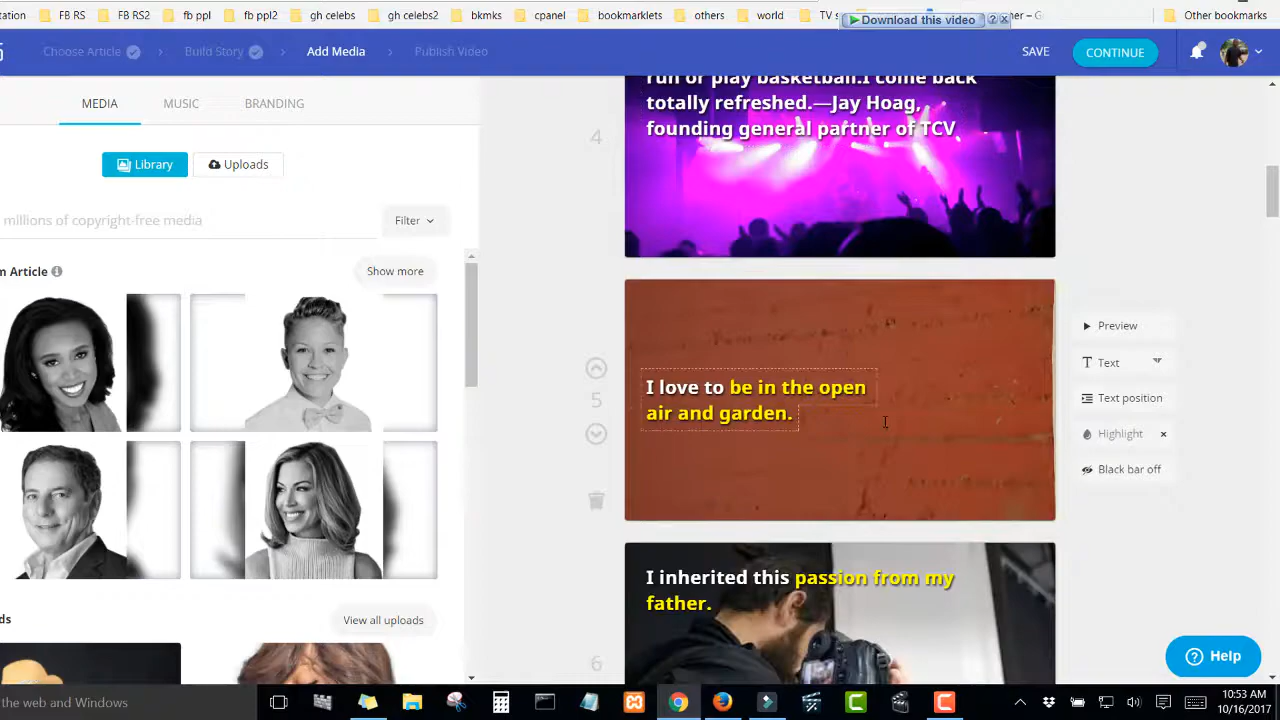 tation
FB RS
FB RS2
fb ppl
fb ppl2
gh celebs
gh celebs2
bkmks
cpanel
bookmarklets
others
world
TV s
Download this video
?
x
Other bookmarks
Choose Article
Build Story
Add Media
Publish Video
SAVE
CONTINUE
MEDIA
MUSIC
BRANDING
Library
Uploads
millions of copyright-free media
Filter
m Article
Show more
ds
View all uploads
4
run or play basketball.I come back
totally refreshed.—Jay Hoag,
founding general partner of TCV
5
I love to be in the open
air and garden.
Preview
Text
Text position
Highlight
Black bar off
6
I inherited this passion from my
father.
Help
the web and Windows
10:53 AM
10/16/2017